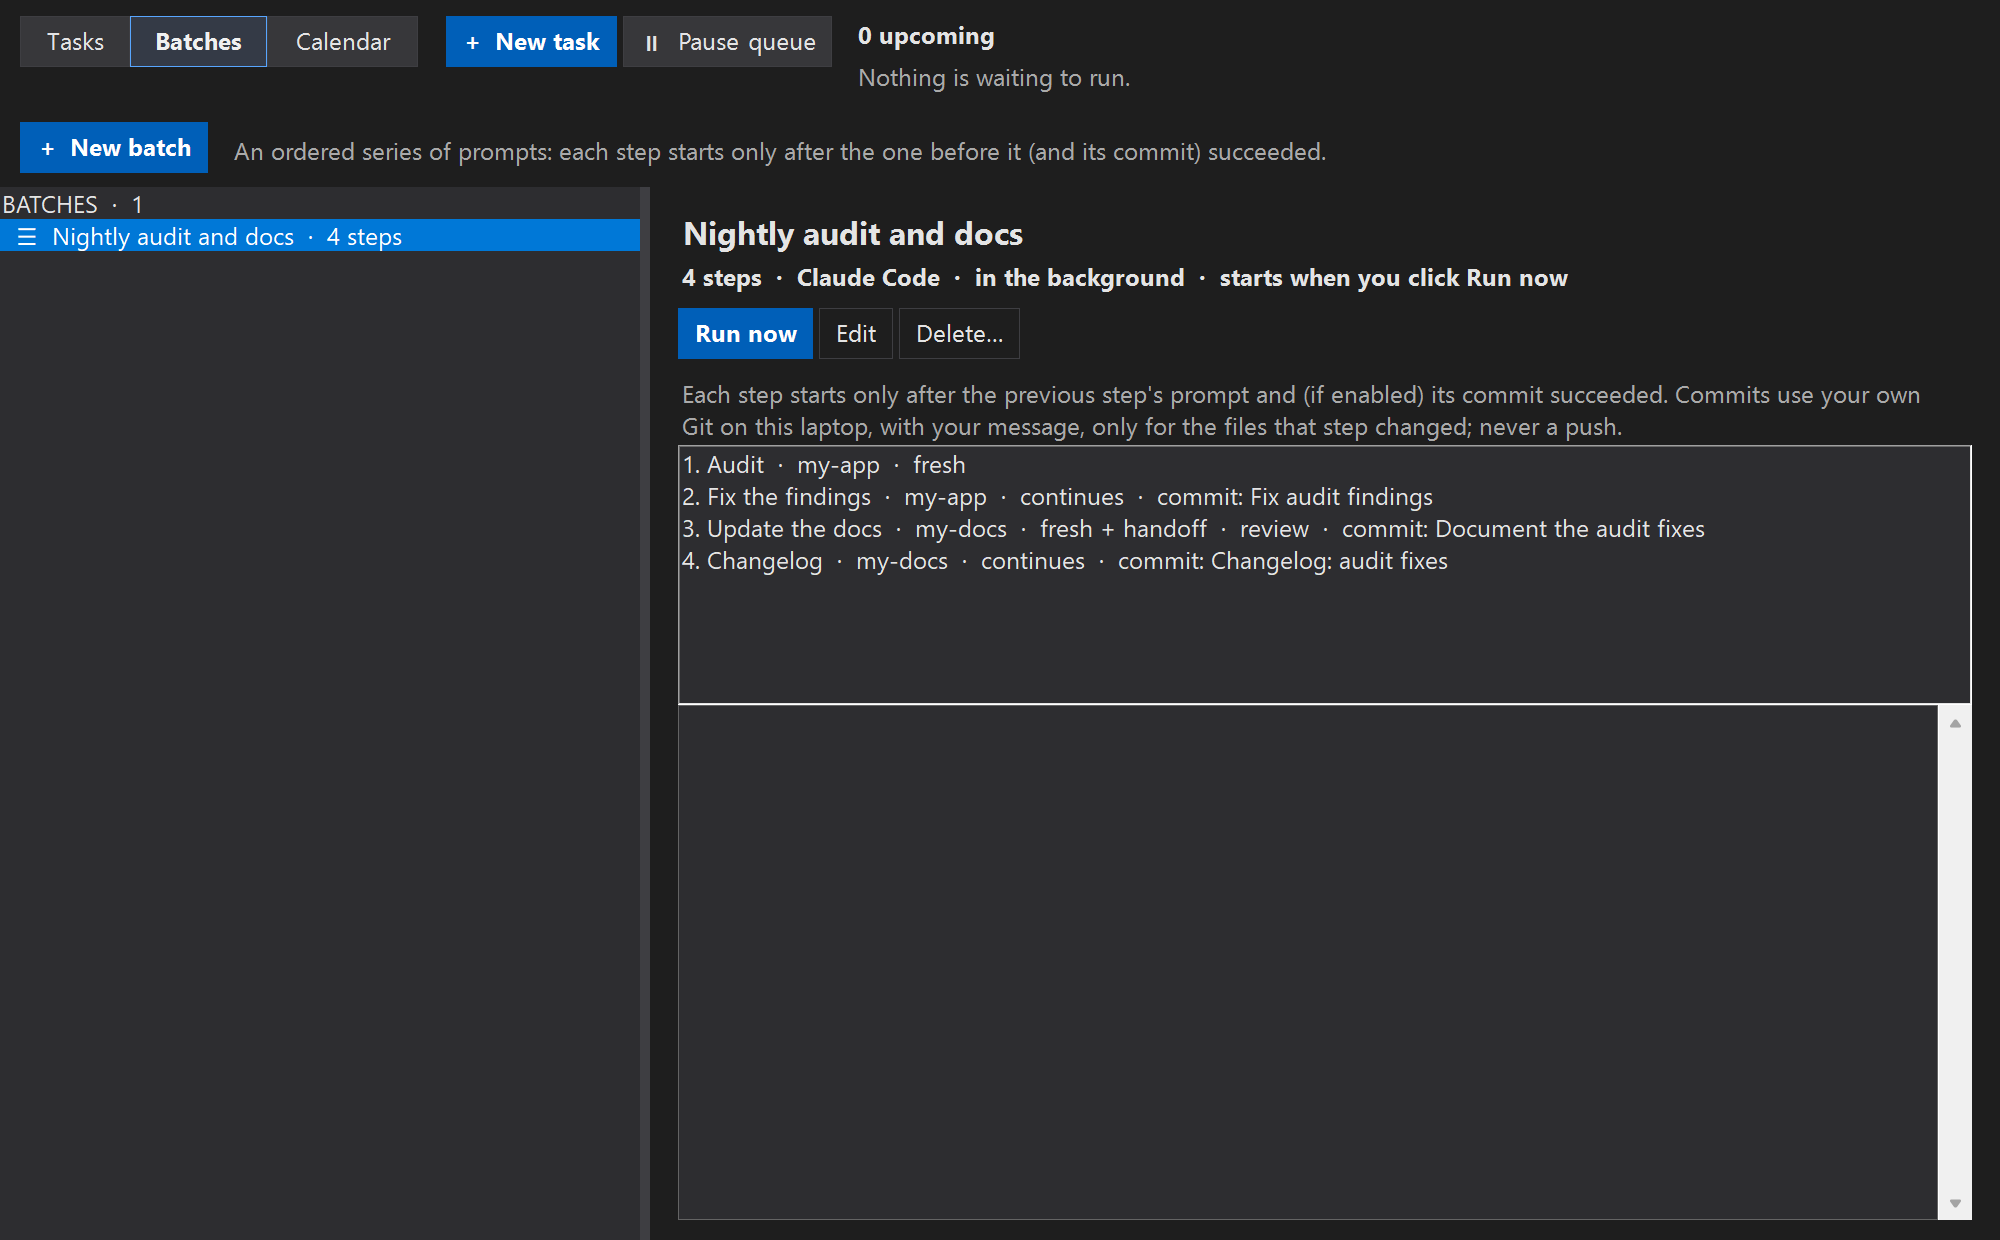 Tasks Batches Calendar + New task Pause queue 0 upcoming
Nothing is waiting to run.
+ New batch An ordered series of prompts: each step starts only after the one before it (and its commit) succeeded.
BATCHES · 1
☰ Nightly audit and docs · 4 steps
Nightly audit and docs
4 steps · Claude Code · in the background · starts when you click Run now
Run now Edit Delete...
Each step starts only after the previous step's prompt and (if enabled) its commit succeeded. Commits use your own
Git on this laptop, with your message, only for the files that step changed; never a push.
1. Audit · my-app · fresh
2. Fix the findings · my-app · continues · commit: Fix audit findings
3. Update the docs · my-docs · fresh + handoff · review · commit: Document the audit fixes
4. Changelog · my-docs · continues · commit: Changelog: audit fixes